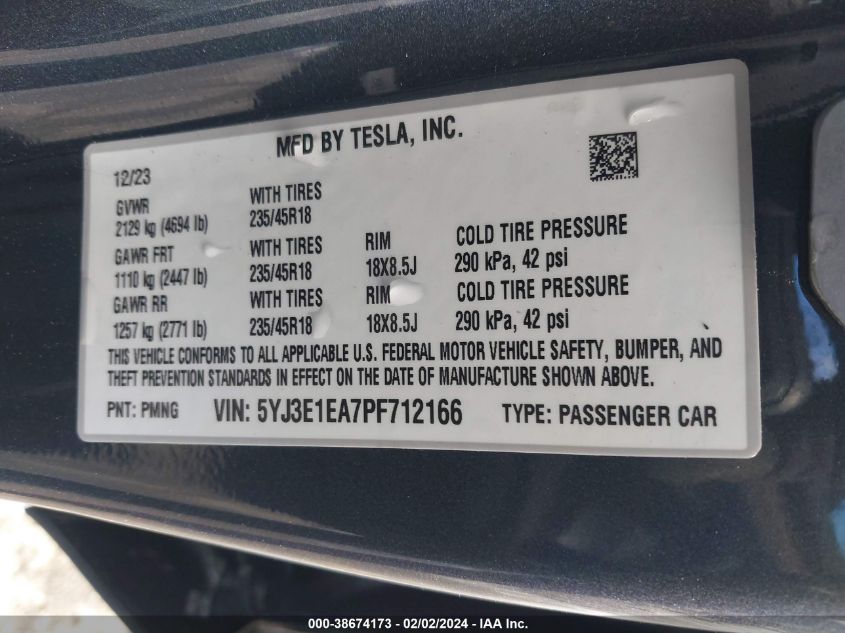 MFD BY TESLA, INC.
12/23
GVWR WITH TIRES
2129 kg (4694 lb) 235/45R18
GAWR FRT WITH TIRES RIM COLD TIRE PRESSURE
1110 kg (2447 lb) 235/45R18 18X8.5J 290 kPa, 42 psi
GAWR RR WITH TIRES RIM COLD TIRE PRESSURE
1257 kg (2771 lb) 235/45R18 18X8.5J 290 kPa, 42 psi
THIS VEHICLE CONFORMS TO ALL APPLICABLE U.S. FEDERAL MOTOR VEHICLE SAFETY, BUMPER, AND
THEFT PREVENTION STANDARDS IN EFFECT ON THE DATE OF MANUFACTURE SHOWN ABOVE.
PNT: PMNG VIN: 5YJ3E1EA7PF712166 TYPE: PASSENGER CAR
000-38674173 - 02/02/2024 - IAA Inc.